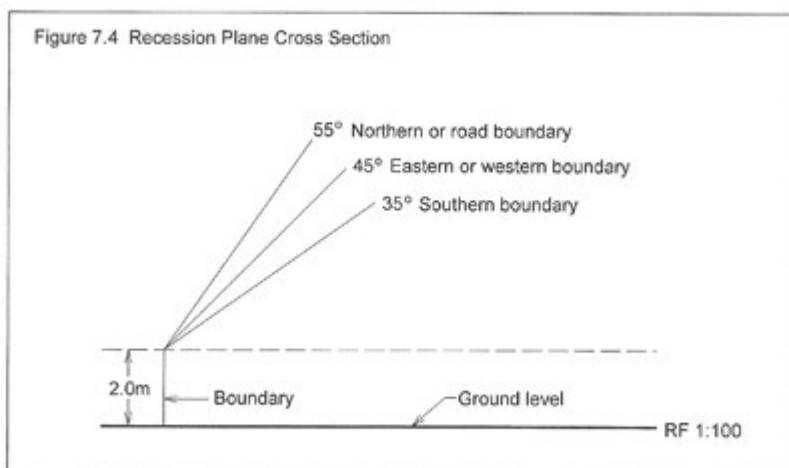 Figure 7.4 Recession Plane Cross Section
55° Northern or road boundary
45° Eastern or western boundary
35° Southern boundary
2.0m
Boundary
Ground level
RF 1:100